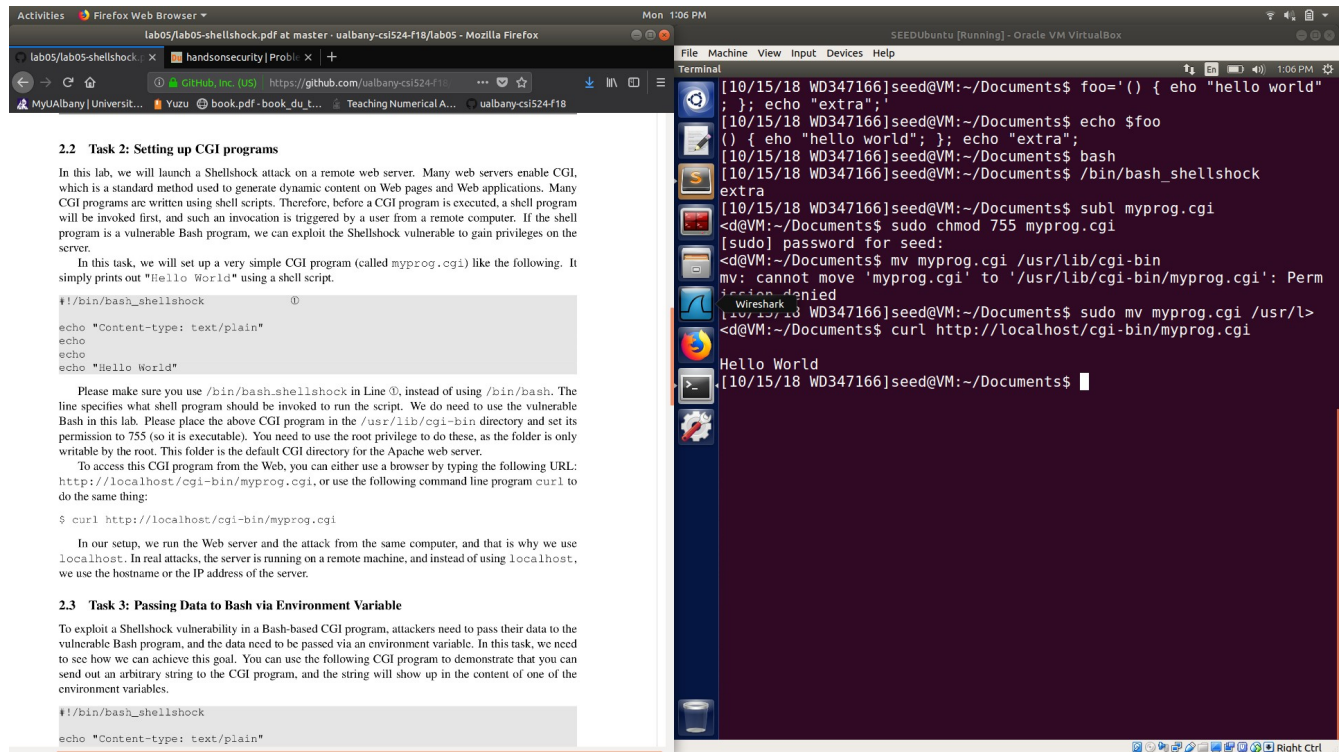 Activities Firefox Web Browser Mon 1:06 PM
lab05/lab05-shellshock.pdf at master · ualbany-csi524-f18/lab05 - Mozilla Firefox
lab05/lab05-shellshock.
handsonsecurity | Proble
GitHub, Inc. (US) https://github.com/ualbany-csi524-f18
MyUAlbany | Universit... Yuzu book.pdf - book_du_t... Teaching Numerical A... ualbany-csi524-f18
2.2 Task 2: Setting up CGI programs
In this lab, we will launch a Shellshock attack on a remote web server. Many web servers enable CGI,
which is a standard method used to generate dynamic content on Web pages and Web applications. Many
CGI programs are written using shell scripts. Therefore, before a CGI program is executed, a shell program
will be invoked first, and such an invocation is triggered by a user from a remote computer. If the shell
program is a vulnerable Bash program, we can exploit the Shellshock vulnerable to gain privileges on the
server.
In this task, we will set up a very simple CGI program (called myprog.cgi) like the following. It
simply prints out "Hello World" using a shell script.
#!/bin/bash_shellshock ①
echo "Content-type: text/plain"
echo
echo
echo "Hello World"
Please make sure you use /bin/bash_shellshock in Line ①, instead of using /bin/bash. The
line specifies what shell program should be invoked to run the script. We do need to use the vulnerable
Bash in this lab. Please place the above CGI program in the /usr/lib/cgi-bin directory and set its
permission to 755 (so it is executable). You need to use the root privilege to do these, as the folder is only
writable by the root. This folder is the default CGI directory for the Apache web server.
To access this CGI program from the Web, you can either use a browser by typing the following URL:
http://localhost/cgi-bin/myprog.cgi, or use the following command line program curl to
do the same thing:
$ curl http://localhost/cgi-bin/myprog.cgi
In our setup, we run the Web server and the attack from the same computer, and that is why we use
localhost. In real attacks, the server is running on a remote machine, and instead of using localhost,
we use the hostname or the IP address of the server.
2.3 Task 3: Passing Data to Bash via Environment Variable
To exploit a Shellshock vulnerability in a Bash-based CGI program, attackers need to pass their data to the
vulnerable Bash program, and the data need to be passed via an environment variable. In this task, we need
to see how we can achieve this goal. You can use the following CGI program to demonstrate that you can
send out an arbitrary string to the CGI program, and the string will show up in the content of one of the
environment variables.
#!/bin/bash_shellshock
echo "Content-type: text/plain"
SEEDUbuntu [Running] - Oracle VM VirtualBox
File Machine View Input Devices Help
Terminal En 1:06 PM
[10/15/18 WD347166]seed@VM:~/Documents$ foo='() { eho "hello world"
; }; echo "extra";'
[10/15/18 WD347166]seed@VM:~/Documents$ echo $foo
() { eho "hello world"; }; echo "extra";
[10/15/18 WD347166]seed@VM:~/Documents$ bash
[10/15/18 WD347166]seed@VM:~/Documents$ /bin/bash_shellshock
extra
[10/15/18 WD347166]seed@VM:~/Documents$ subl myprog.cgi
<d@VM:~/Documents$ sudo chmod 755 myprog.cgi
[sudo] password for seed:
<d@VM:~/Documents$ mv myprog.cgi /usr/lib/cgi-bin
mv: cannot move 'myprog.cgi' to '/usr/lib/cgi-bin/myprog.cgi': Perm
ission denied
Wireshark
[10/15/18 WD347166]seed@VM:~/Documents$ sudo mv myprog.cgi /usr/l>
<d@VM:~/Documents$ curl http://localhost/cgi-bin/myprog.cgi
Hello World
[10/15/18 WD347166]seed@VM:~/Documents$
Right Ctrl